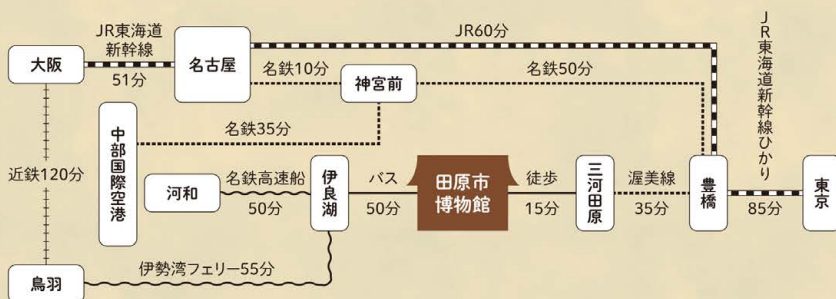 JR東海道
新幹線
51分
大阪
名古屋
JR60分
名鉄10分
神宮前
名鉄50分
JR東海道新幹線ひかり
近鉄120分
中部国際空港
名鉄35分
河和
名鉄高速船
50分
伊良湖
バス
50分
田原市
博物館
徒歩
15分
三河田原
渥美線
35分
豊橋
85分
東京
鳥羽
伊勢湾フェリー55分